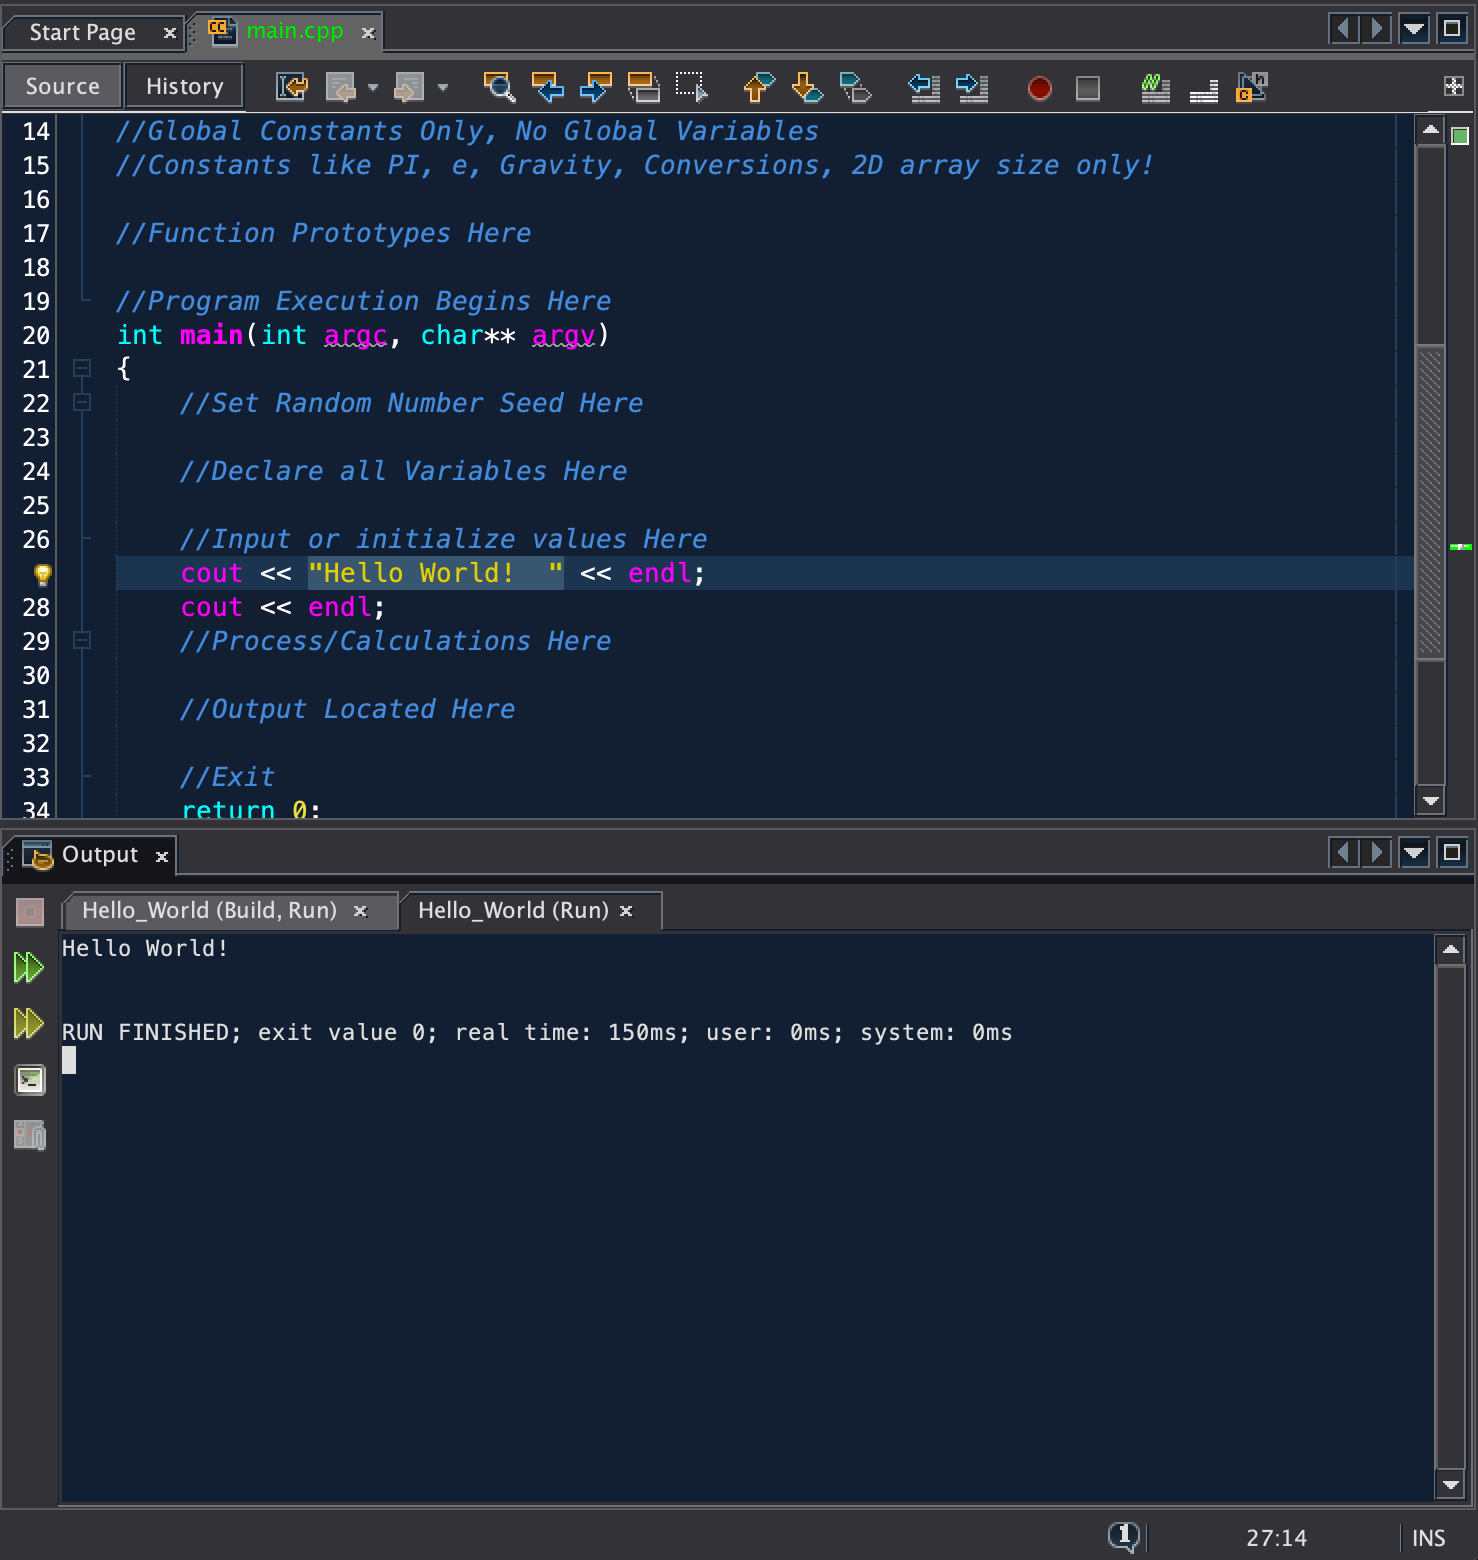 Start Page
main.cpp
Source
History
14 //Global Constants Only, No Global Variables
15 //Constants like PI, e, Gravity, Conversions, 2D array size only!
16
17 //Function Prototypes Here
18
19 //Program Execution Begins Here
20 int main(int argc, char** argv)
21 {
22 //Set Random Number Seed Here
23
24 //Declare all Variables Here
25
26 //Input or initialize values Here
cout << "Hello World!  " << endl;
28 cout << endl;
29 //Process/Calculations Here
30
31 //Output Located Here
32
33 //Exit
34 return 0;
Output
Hello_World (Build, Run)
Hello_World (Run)
Hello World!
RUN FINISHED; exit value 0; real time: 150ms; user: 0ms; system: 0ms
1
27:14
INS